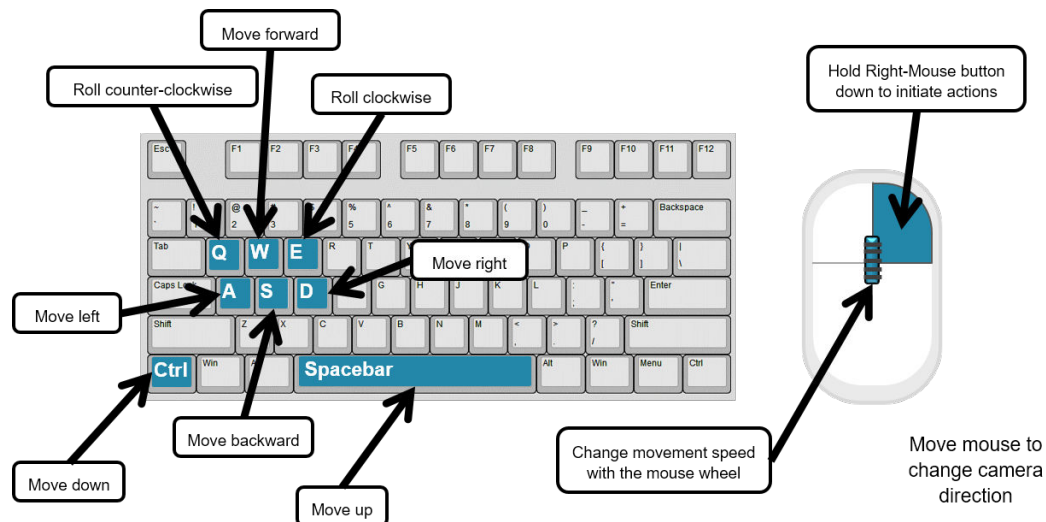 Move forward
Roll counter-clockwise
Roll clockwise
Hold Right-Mouse button
down to initiate actions
Esc F1 F2 F3 F5 F6 F7 F8 F9 F10 F11 F12
~ ! @ % ^ & * ( ) _ + Backspace
` 2 3 5 6 7 8 9 0 - =
Tab Q W E R T P { } |
[ ] \
Move right
Caps Lock A S D G H J K L : " Enter
;
Move left
Shift Z X C V B N M < > ? Shift
, . /
Ctrl Win Spacebar Alt Win Menu Ctrl
Move backward
Change movement speed
with the mouse wheel
Move mouse to
change camera
direction
Move down
Move up